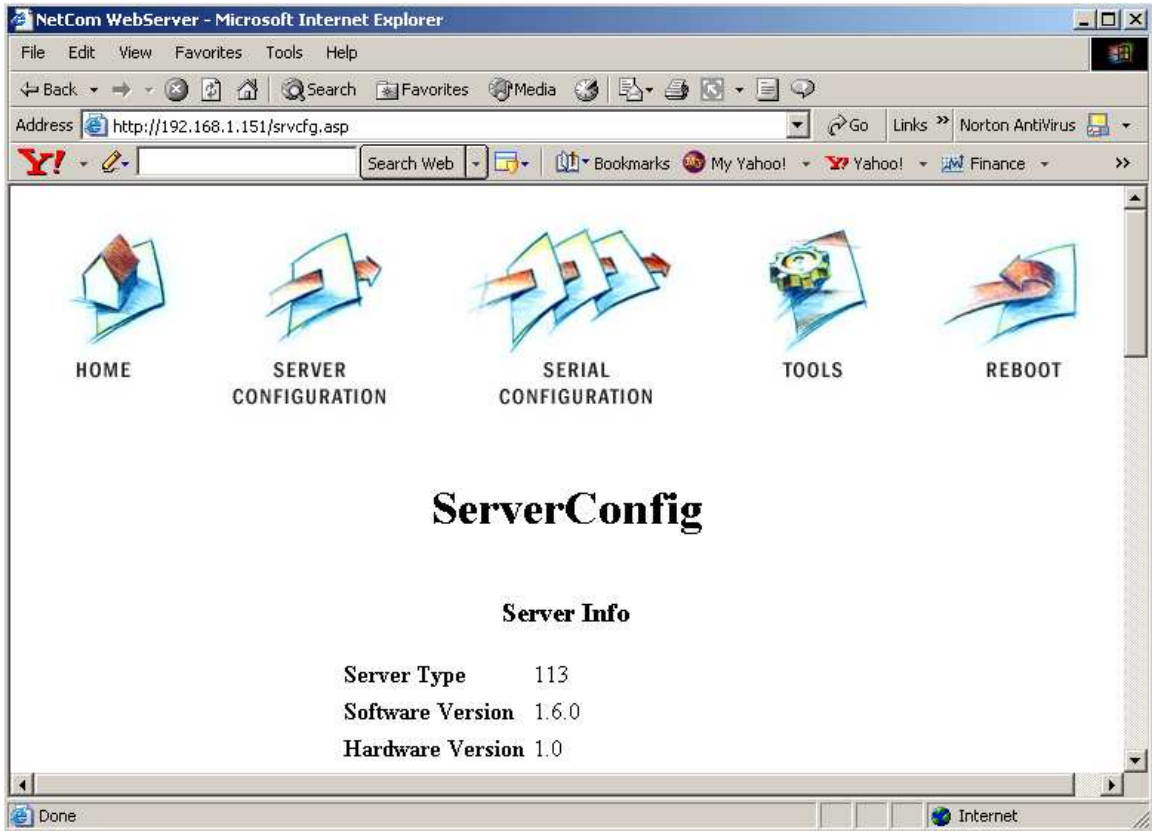 NetCom WebServer - Microsoft Internet Explorer
File Edit View Favorites Tools Help
Back Search Favorites Media
Address http://192.168.1.151/srvcfg.asp Go Links » Norton AntiVirus
Y! Search Web Bookmarks My Yahoo! Yahoo! Finance »
HOME
SERVER CONFIGURATION
SERIAL CONFIGURATION
TOOLS
REBOOT
ServerConfig
Server Info
Server Type 113
Software Version 1.6.0
Hardware Version 1.0
Done Internet